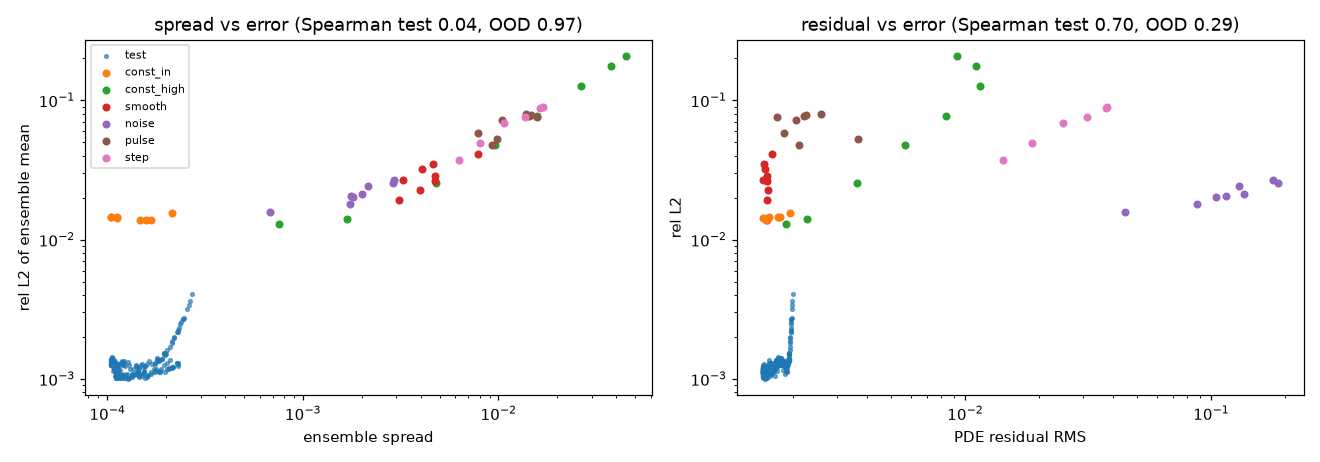 spread vs error (Spearman test 0.04, OOD 0.97)
rel L2 of ensemble mean
10⁻¹
10⁻²
10⁻³
test
const_in
const_high
smooth
noise
pulse
step
10⁻⁴ 10⁻³ 10⁻²
ensemble spread
residual vs error (Spearman test 0.70, OOD 0.29)
rel L2
10⁻¹
10⁻²
10⁻³
10⁻² 10⁻¹
PDE residual RMS